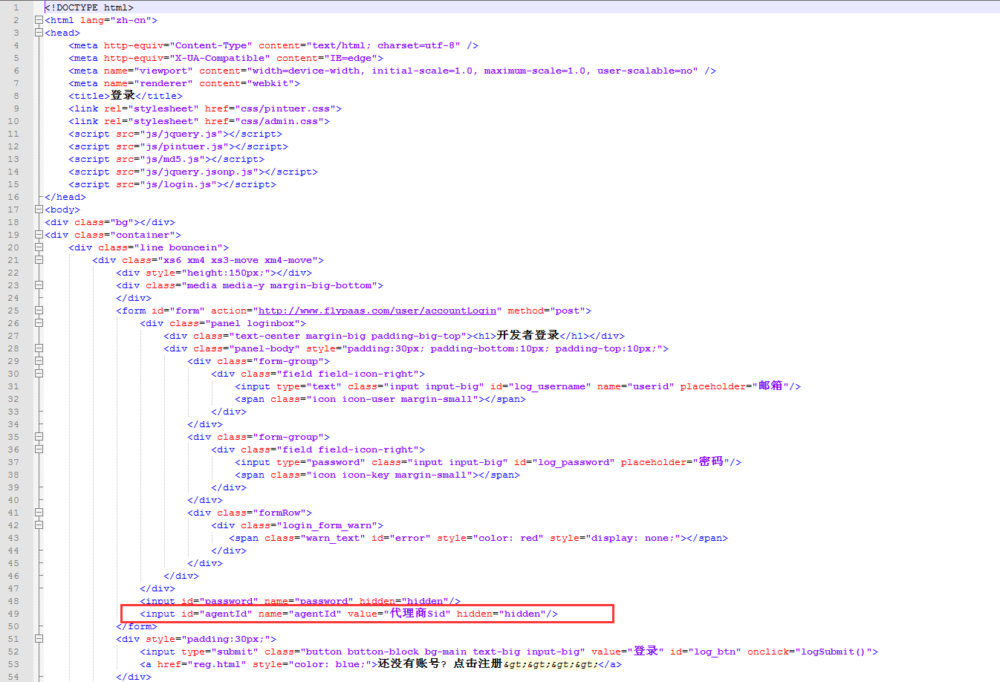 1 <!DOCTYPE html>
2 <html lang="zh-cn">
3 <head>
4 <meta http-equiv="Content-Type" content="text/html; charset=utf-8" />
5 <meta http-equiv="X-UA-Compatible" content="IE=edge">
6 <meta name="viewport" content="width=device-width, initial-scale=1.0, maximum-scale=1.0, user-scalable=no" />
7 <meta name="renderer" content="webkit">
8 <title>登录</title>
9 <link rel="stylesheet" href="css/pintuer.css">
10 <link rel="stylesheet" href="css/admin.css">
11 <script src="js/jquery.js"></script>
12 <script src="js/pintuer.js"></script>
13 <script src="js/md5.js"></script>
14 <script src="js/jquery.jsonp.js"></script>
15 <script src="js/login.js"></script>
16 </head>
17 <body>
18 <div class="bg"></div>
19 <div class="container">
20 <div class="line bouncein">
21 <div class="xs6 xm4 xs3-move xm4-move">
22 <div style="height:150px;"></div>
23 <div class="media media-y margin-big-bottom">
24 </div>
25 <form id="form" action="http://www.flypaas.com/user/accountLogin" method="post">
26 <div class="panel loginbox">
27 <div class="text-center margin-big padding-big-top"><h1>开发者登录</h1></div>
28 <div class="panel-body" style="padding:30px; padding-bottom:10px; padding-top:10px;">
29 <div class="form-group">
30 <div class="field field-icon-right">
31 <input type="text" class="input input-big" id="log_username" name="userid" placeholder="邮箱"/>
32 <span class="icon icon-user margin-small"></span>
33 </div>
34 </div>
35 <div class="form-group">
36 <div class="field field-icon-right">
37 <input type="password" class="input input-big" id="log_password" placeholder="密码"/>
38 <span class="icon icon-key margin-small"></span>
39 </div>
40 </div>
41 <div class="formRow">
42 <div class="login_form_warn">
43 <span class="warn_text" id="error" style="color: red" style="display: none;"></span>
44 </div>
45 </div>
46 </div>
47 </div>
48 <input id="password" name="password" hidden="hidden"/>
49 <input id="agentId" name="agentId" value="代理商Sid" hidden="hidden"/>
50 </form>
51 <div style="padding:30px;">
52 <input type="submit" class="button button-block bg-main text-big input-big" value="登录" id="log_btn" onclick="logSubmit()">
53 <a href="reg.html" style="color: blue;">还没有账号? 点击注册&gt;&gt;&gt;&gt;</a>
54 </div>